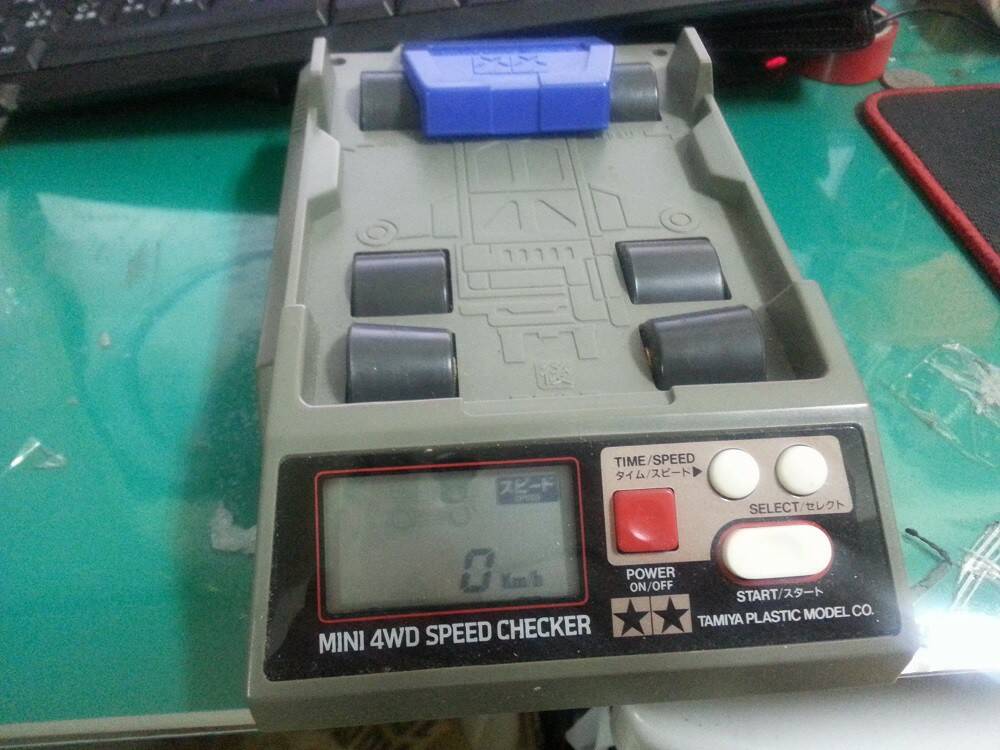 スピード
SPEED
0 Km/h
MINI 4WD SPEED CHECKER
TIME/SPEED
タイム/スピード▶
SELECT/セレクト
POWER
ON/OFF
START/スタート
TAMIYA PLASTIC MODEL CO.